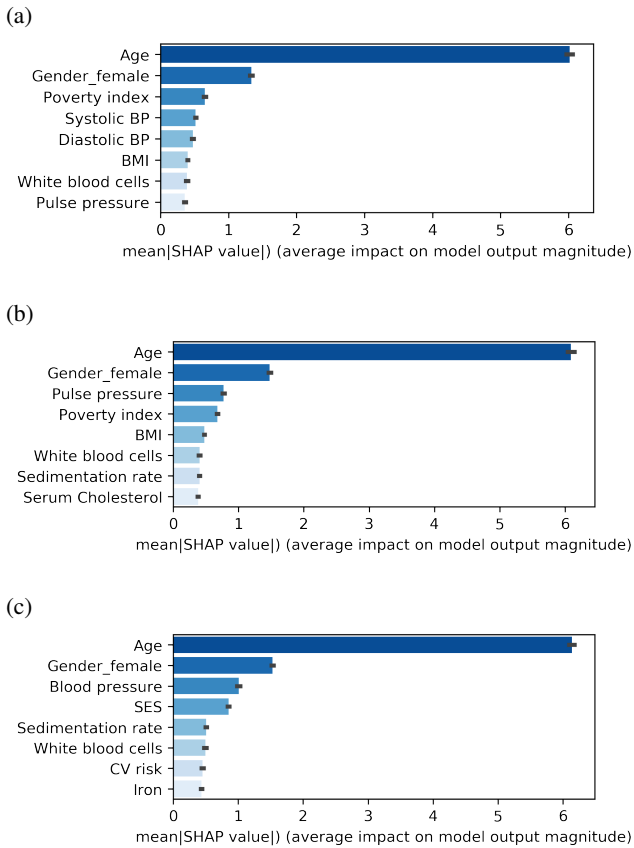 (a)
Age
Gender_female
Poverty index
Systolic BP
Diastolic BP
BMI
White blood cells
Pulse pressure
0 1 2 3 4 5 6
mean|SHAP value|) (average impact on model output magnitude)
(b)
Age
Gender_female
Pulse pressure
Poverty index
BMI
White blood cells
Sedimentation rate
Serum Cholesterol
0 1 2 3 4 5 6
mean|SHAP value|) (average impact on model output magnitude)
(c)
Age
Gender_female
Blood pressure
SES
Sedimentation rate
White blood cells
CV risk
Iron
0 1 2 3 4 5 6
mean|SHAP value|) (average impact on model output magnitude)